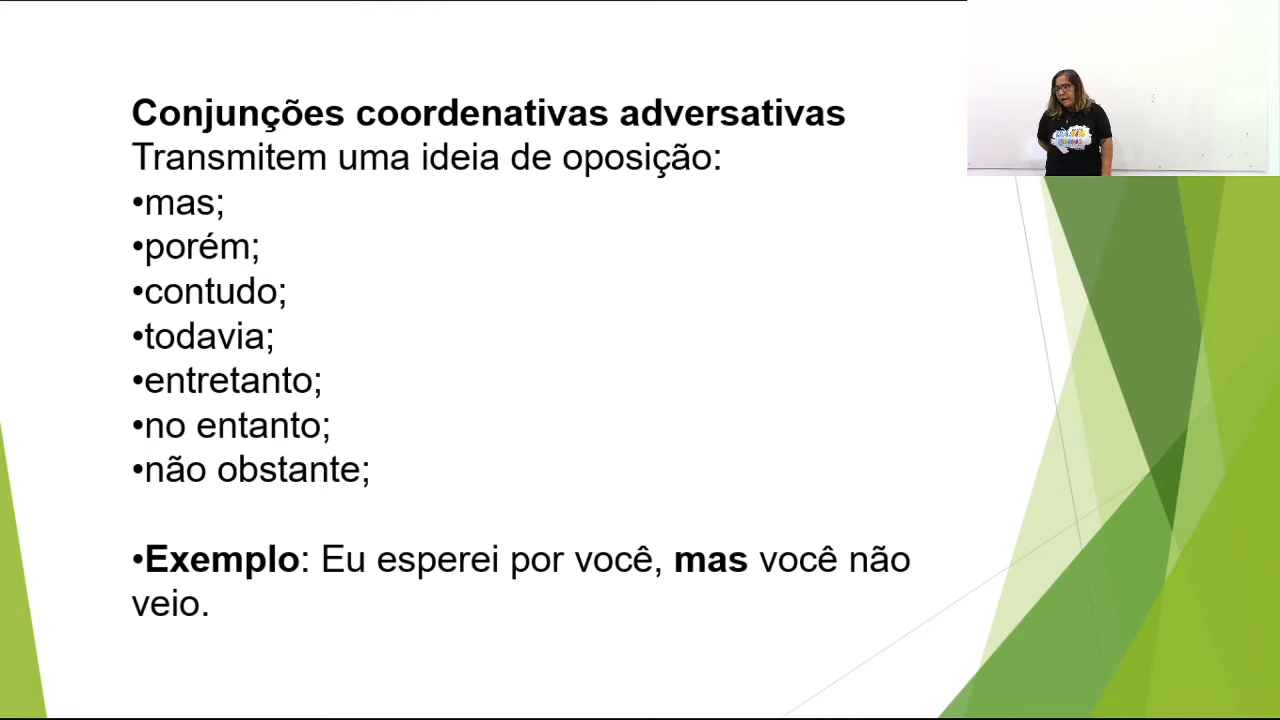 Conjunções coordenativas adversativas
Transmitem uma ideia de oposição:
•mas;
•porém;
•contudo;
•todavia;
•entretanto;
•no entanto;
•não obstante;
•Exemplo: Eu esperei por você, mas você não
veio.